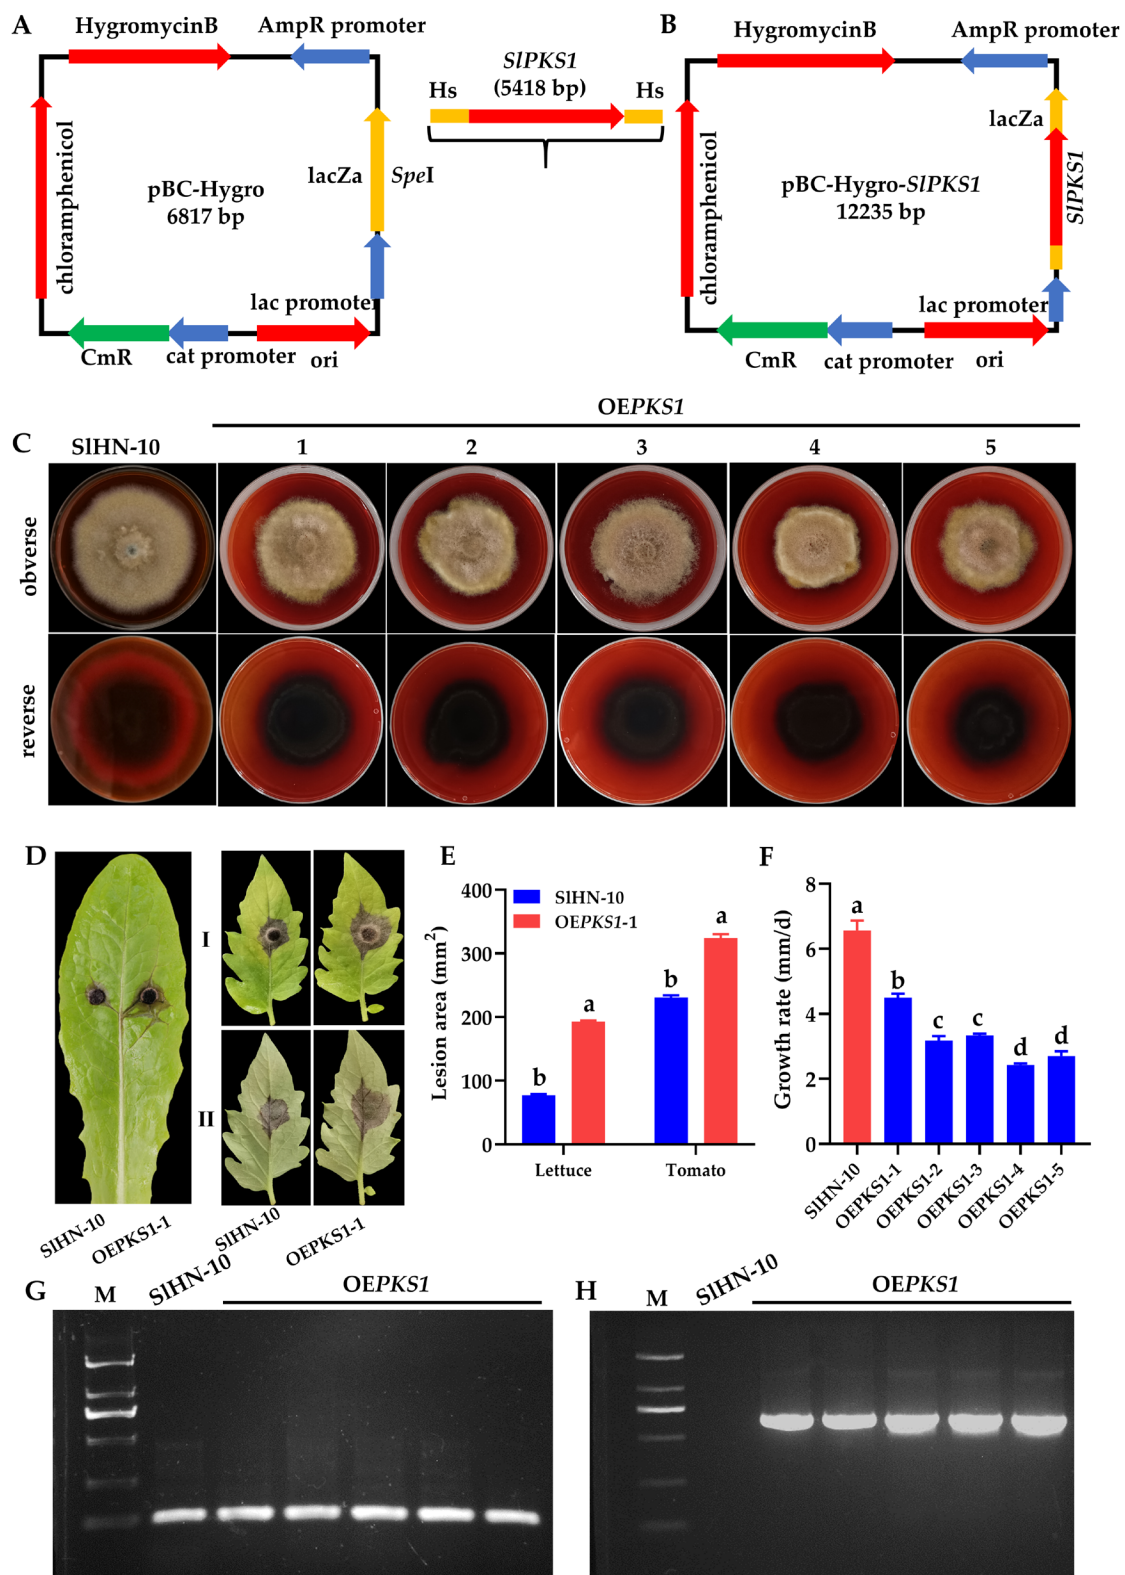 A
HygromycinB
AmpR promoter
chloramphenicol
pBC-Hygro
6817 bp
lacZa
SpeI
lac promoter
CmR
cat promoter
ori
SlPKS1
(5418 bp)
Hs
Hs
B
HygromycinB
AmpR promoter
chloramphenicol
lacZa
SlPKS1
pBC-Hygro-SlPKS1
12235 bp
lac promoter
CmR
cat promoter
ori
OEPKS1
C
SlHN-10
1
2
3
4
5
obverse
reverse
D
I
II
SlHN-10
OEPKS1-1
SlHN-10
OEPKS1-1
E
SlHN-10
OEPKS1-1
Lesion area (mm2)
400
300
200
100
0
b
a
b
a
Lettuce
Tomato
F
Growth rate (mm/d)
8
6
4
2
0
a
b
c
c
d
d
SlHN-10
OEPKS1-1
OEPKS1-2
OEPKS1-3
OEPKS1-4
OEPKS1-5
G
M
SlHN-10
OEPKS1
H
M
SlHN-10
OEPKS1